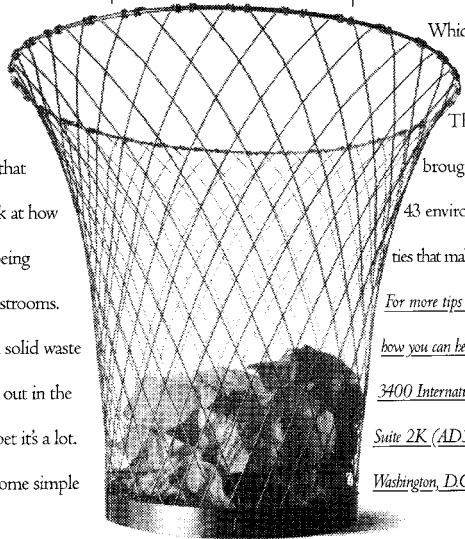 that
k at how
eing
strooms.
solid waste
out in the
bet it's a lot.
ome simple
Whic
Th
broug
43 enviro
ties that mak
For more tips
how you can he
3400 Internati
Suite 2K (AD
Washington, D.C